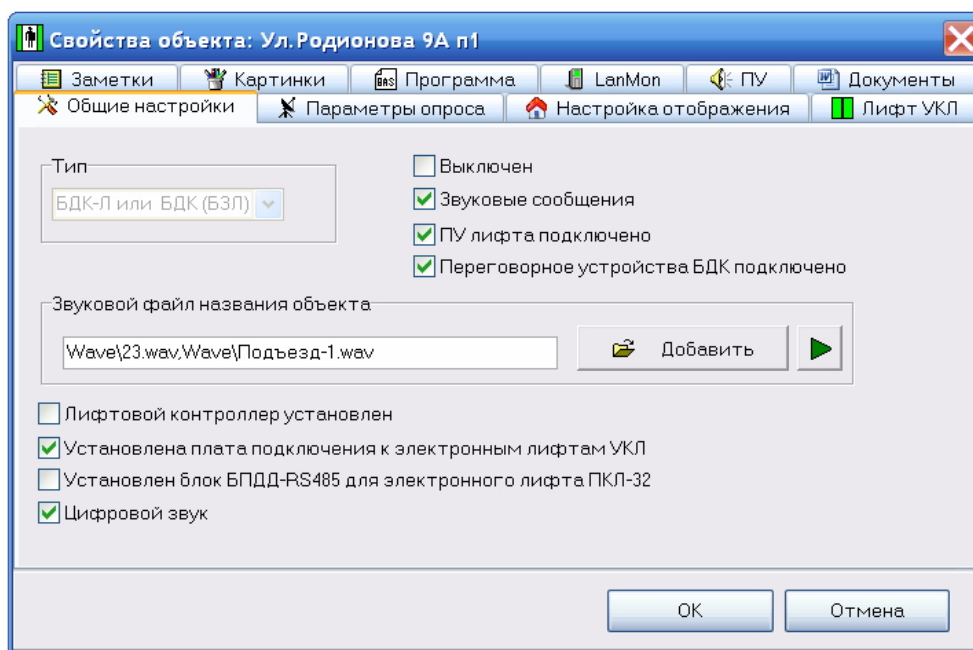 Свойства объекта: Ул. Родионова 9А п1
Заметки Картинки Программа LanMon ПУ Документы
Общие настройки Параметры опроса Настройка отображения Лифт УКЛ
Тип
БДК-Л или БДК (БЗЛ)
Выключен
Звуковые сообщения
ПУ лифта подключено
Переговорное устройства БДК подключено
Звуковой файл названия объекта
Wave\23.wav,Wave\Подъезд-1.wav
Добавить
Лифтовой контроллер установлен
Установлена плата подключения к электронным лифтам УКЛ
Установлен блок БПДД-RS485 для электронного лифта ПКЛ-32
Цифровой звук
OK Отмена